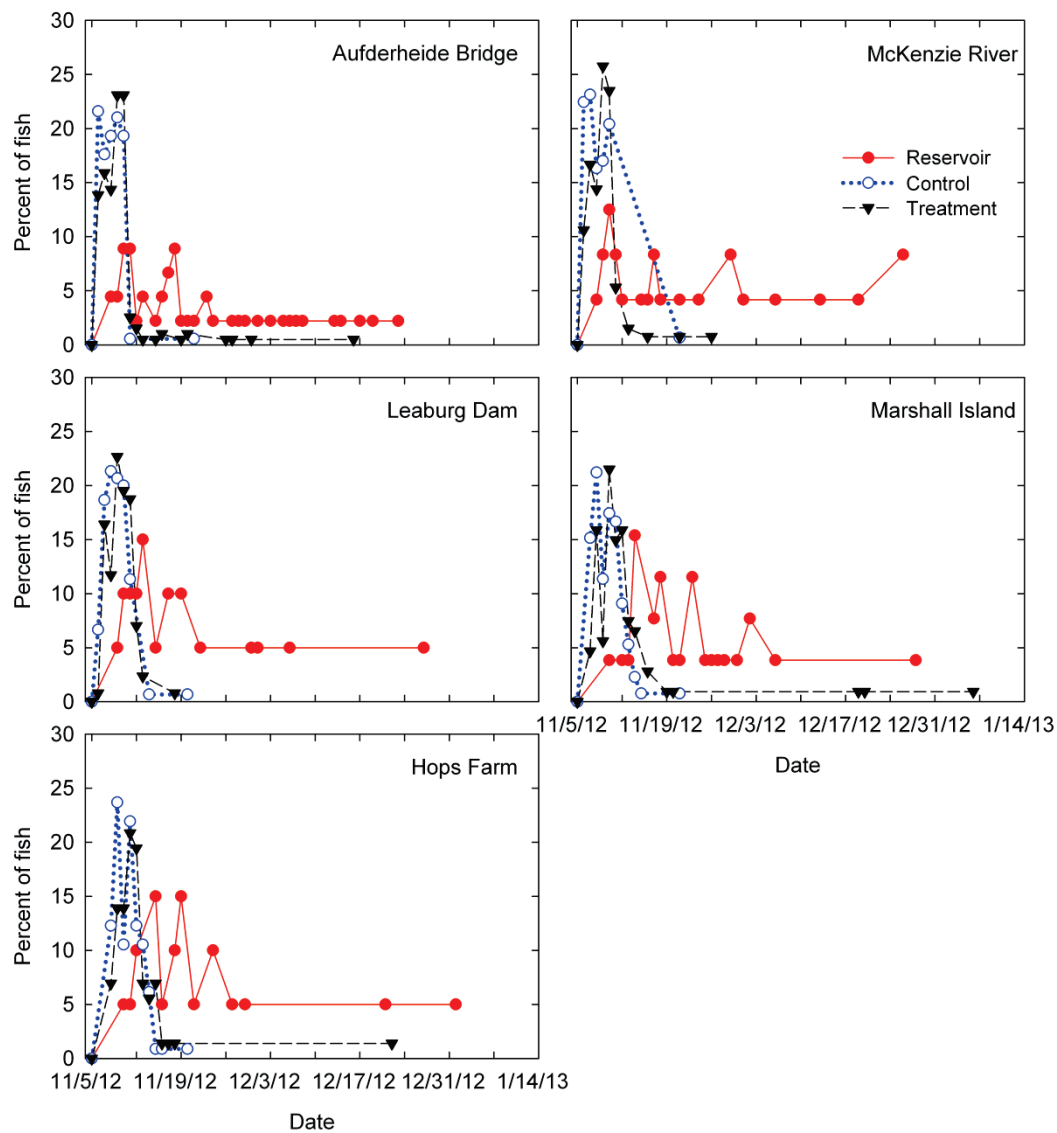 30
25
20
15
10
5
0
Percent of fish
Aufderheide Bridge
McKenzie River
Reservoir
Control
Treatment
30
25
20
15
10
5
0
Percent of fish
Leaburg Dam
Marshall Island
11/5/12 11/19/12 12/3/12 12/17/12 12/31/12 1/14/13
Date
30
25
20
15
10
5
0
Percent of fish
Hops Farm
11/5/12 11/19/12 12/3/12 12/17/12 12/31/12 1/14/13
Date